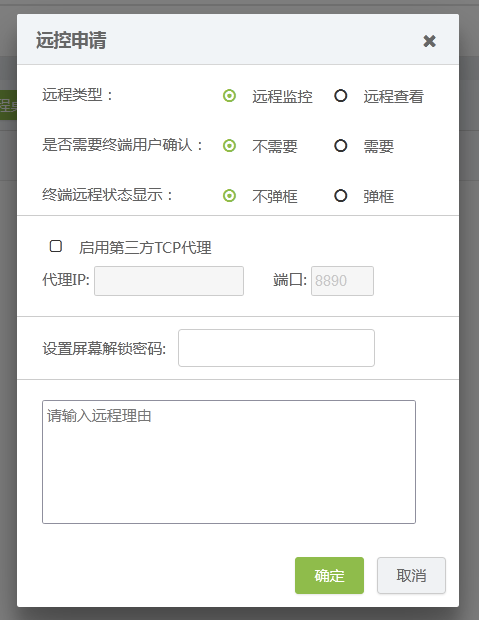 远控申请
远程类型： 远程监控 远程查看
是否需要终端用户确认： 不需要 需要
终端远程状态显示： 不弹框 弹框
启用第三方TCP代理
代理IP: 端口: 8890
设置屏幕解锁密码:
请输入远程理由
确定 取消